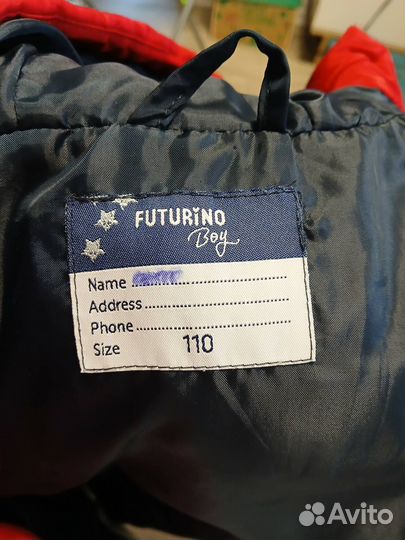 FUTURiNO
Boy
Name
Address
Phone
Size 110
Avito